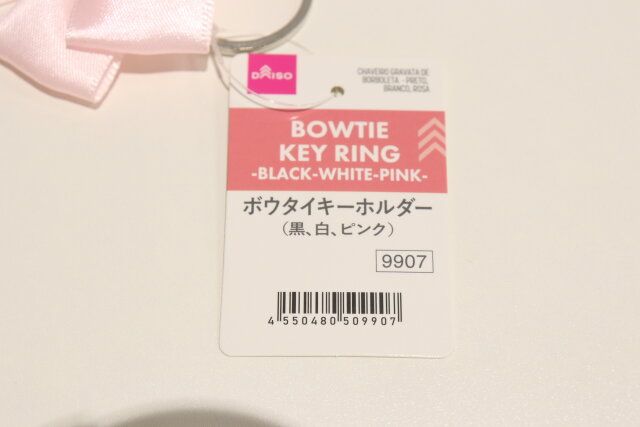 DAISO
CHAVEIRO GRAVATA DE
BORBOLETA. - PRETO,
BRANCO, ROSA
BOWTIE
KEY RING
-BLACK-WHITE-PINK-
ボウタイキーホルダー
（黒、白、ピンク）
9907
4 550480 509907